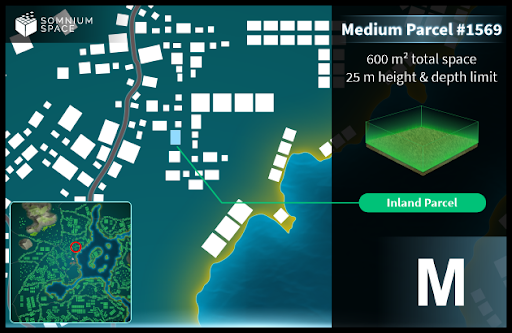 SOMNIUM
SPACE
Medium Parcel #1569
600 m² total space
25 m height & depth limit
Inland Parcel
M